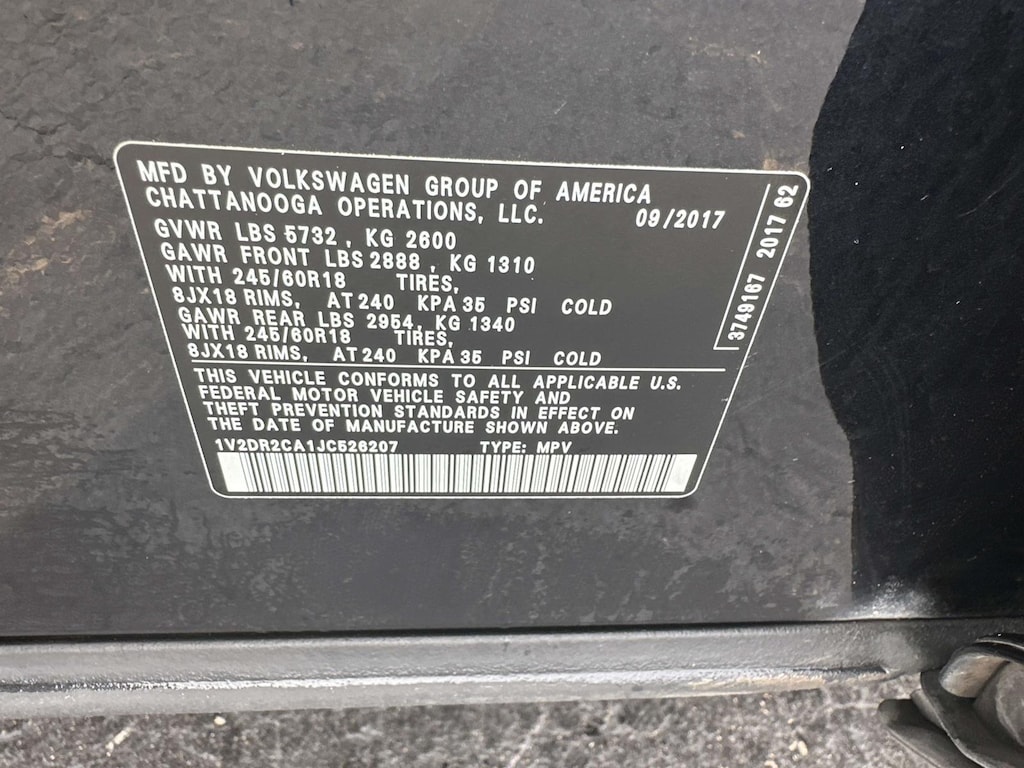 MFD BY VOLKSWAGEN GROUP OF AMERICA
CHATTANOOGA OPERATIONS, LLC. 09/2017
GVWR LBS 5732 , KG 2600
GAWR FRONT LBS 2888 , KG 1310
WITH 245/60R18 TIRES,
8JX18 RIMS, AT 240 KPA 35 PSI COLD
GAWR REAR LBS 2954, KG 1340
WITH 245/60R18 TIRES,
8JX18 RIMS, AT 240 KPA 35 PSI COLD
THIS VEHICLE CONFORMS TO ALL APPLICABLE U.S.
FEDERAL MOTOR VEHICLE SAFETY AND
THEFT PREVENTION STANDARDS IN EFFECT ON
THE DATE OF MANUFACTURE SHOWN ABOVE.
1V2DR2CA1JC526207 TYPE: MPV
3749167 2017 62